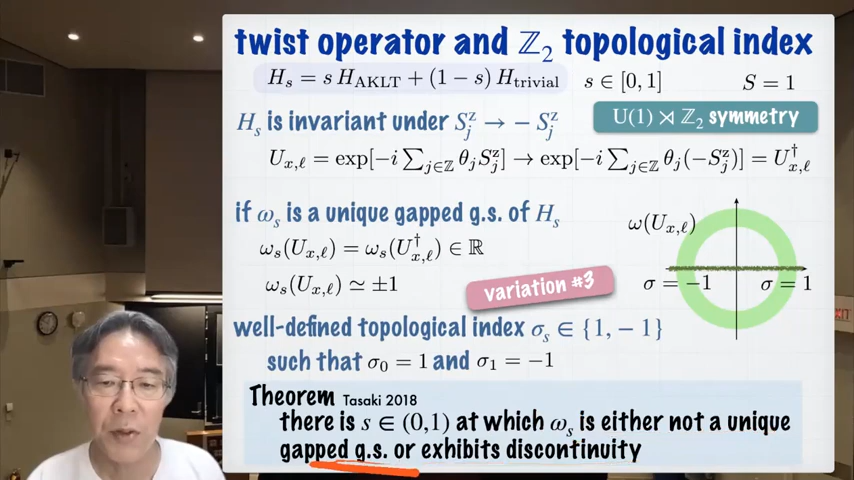 twist operator and ℤ₂ topological index
H_s = s H_AKLT + (1 − s) H_trivial   s ∈ [0, 1]   S = 1
H_s is invariant under S_j^z → − S_j^z   U(1) ⋊ ℤ₂ symmetry
U_{x,ℓ} = exp[−i ∑_{j∈ℤ} θ_j S_j^z] → exp[−i ∑_{j∈ℤ} θ_j(−S_j^z)] = U_{x,ℓ}^†
if ω_s is a unique gapped g.s. of H_s
ω(U_{x,ℓ})
ω_s(U_{x,ℓ}) = ω_s(U_{x,ℓ}^†) ∈ ℝ
ω_s(U_{x,ℓ}) ≃ ±1
variation #3
σ = −1   σ = 1
well-defined topological index σ_s ∈ {1, − 1}
such that σ₀ = 1 and σ₁ = −1
Theorem Tasaki 2018
there is s ∈ (0,1) at which ω_s is either not a unique
gapped g.s. or exhibits discontinuity